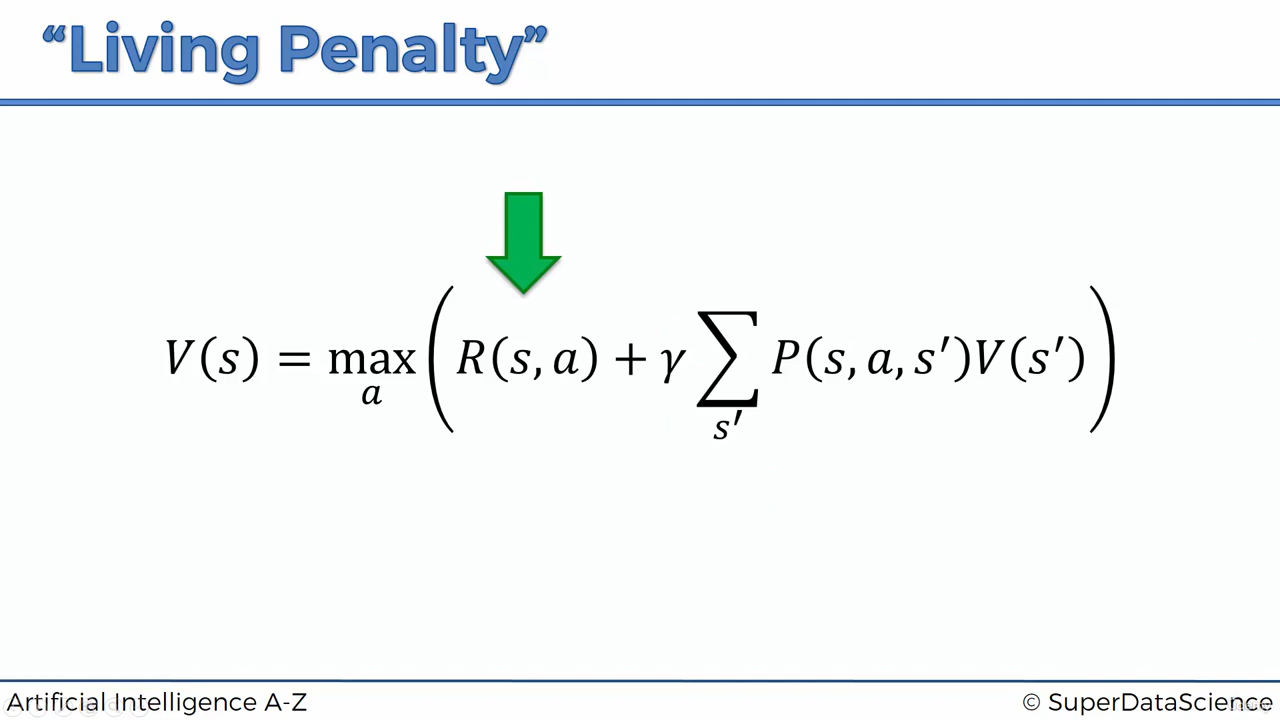 “Living Penalty”
V(s) = max_a ( R(s, a) + γ ∑_{s′} P(s, a, s′)V(s′) )
Artificial Intelligence A-Z
© SuperDataScience